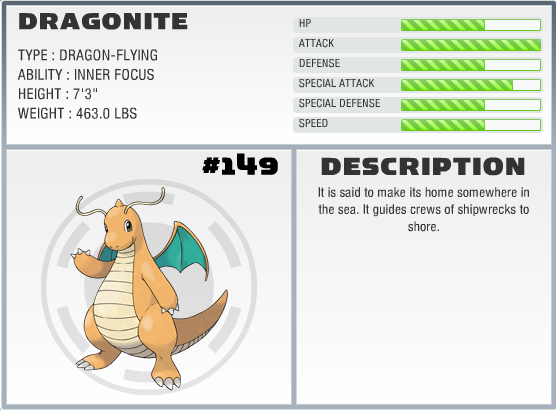 DRAGONITE
TYPE : DRAGON-FLYING
ABILITY : INNER FOCUS
HEIGHT : 7'3"
WEIGHT : 463.0 LBS
HP
ATTACK
DEFENSE
SPECIAL ATTACK
SPECIAL DEFENSE
SPEED
#149
DESCRIPTION
It is said to make its home somewhere in
the sea. It guides crews of shipwrecks to
shore.